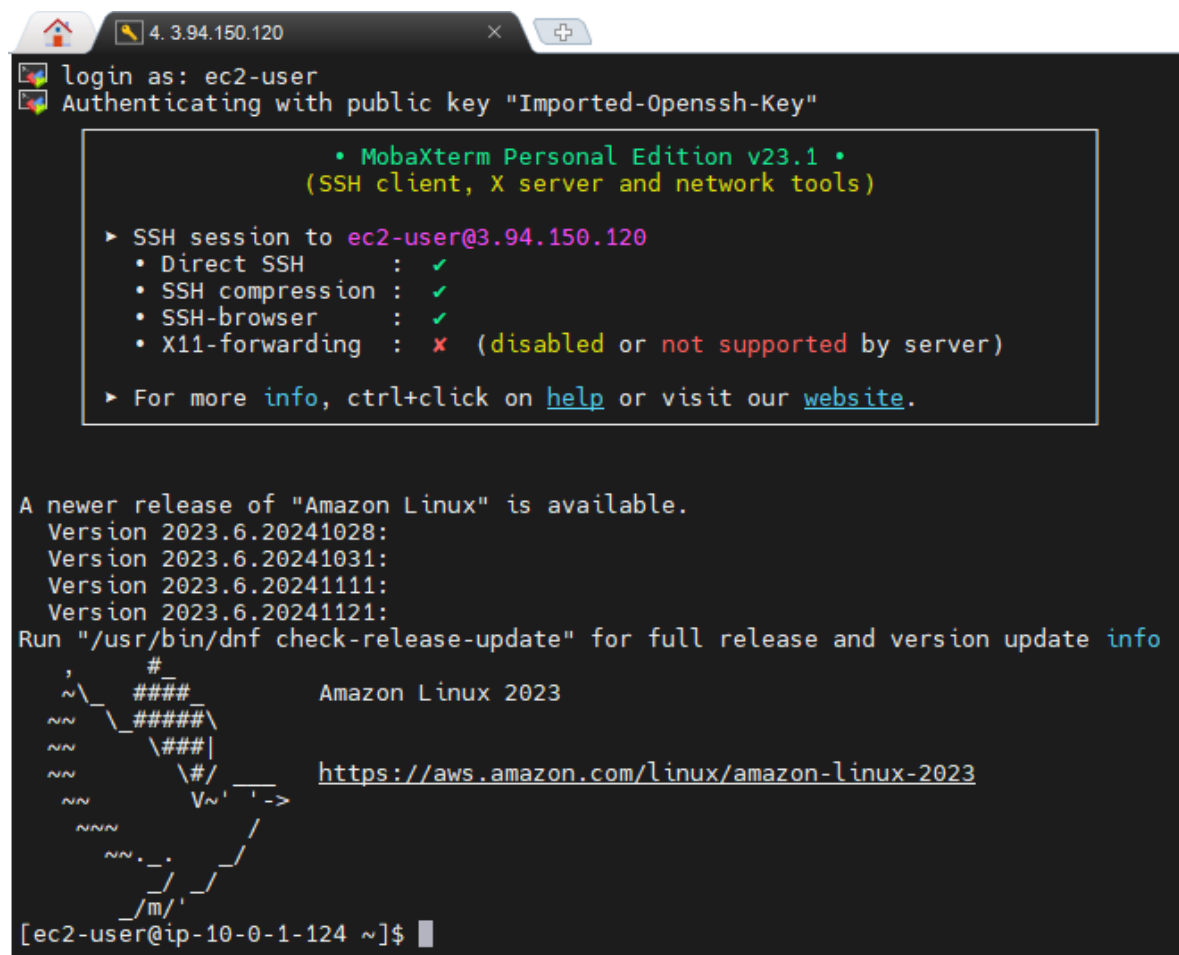 4. 3.94.150.120
login as: ec2-user
Authenticating with public key "Imported-Openssh-Key"
• MobaXterm Personal Edition v23.1 •
(SSH client, X server and network tools)
► SSH session to ec2-user@3.94.150.120
• Direct SSH : ✔
• SSH compression : ✔
• SSH-browser : ✔
• X11-forwarding : ✘ (disabled or not supported by server)
► For more info, ctrl+click on help or visit our website.
A newer release of "Amazon Linux" is available.
  Version 2023.6.20241028:
  Version 2023.6.20241031:
  Version 2023.6.20241111:
  Version 2023.6.20241121:
Run "/usr/bin/dnf check-release-update" for full release and version update info
   ,     #_
   ~\_  ####_        Amazon Linux 2023
  ~~  \_#####\
  ~~     \###|
  ~~       \#/ ___   https://aws.amazon.com/linux/amazon-linux-2023
   ~~       V~' '->
    ~~~         /
      ~~._.   _/
         _/ _/
       _/m/'
[ec2-user@ip-10-0-1-124 ~]$